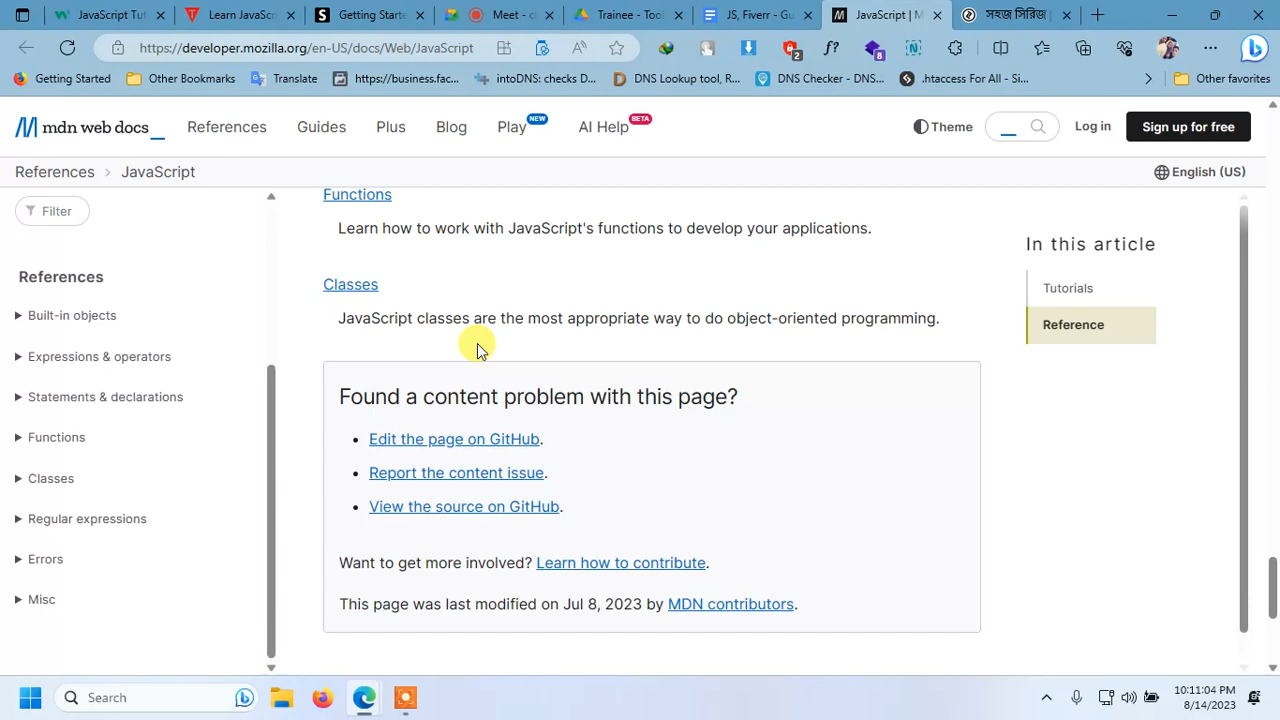 JavaScript Tut
Learn JavaScri
Getting Starte
Meet - c
Trainee - Tool
JS, Fiverr - Gu
JavaScript | M
সহজ সিরিজ
https://developer.mozilla.org/en-US/docs/Web/JavaScript
2
f?
8
Getting Started
Other Bookmarks
Translate
https://business.fac...
intoDNS: checks D...
DNS Lookup tool, R...
DNS Checker - DNS...
.htaccess For All - Si...
Other favorites
mdn web docs
References
Guides
Plus
Blog
Play NEW
AI Help BETA
Theme
Log in
Sign up for free
References > JavaScript
English (US)
Filter
References
Built-in objects
Expressions & operators
Statements & declarations
Functions
Classes
Regular expressions
Errors
Misc
Functions
Learn how to work with JavaScript's functions to develop your applications.
Classes
JavaScript classes are the most appropriate way to do object-oriented programming.
Found a content problem with this page?
• Edit the page on GitHub.
• Report the content issue.
• View the source on GitHub.
Want to get more involved? Learn how to contribute.
This page was last modified on Jul 8, 2023 by MDN contributors.
In this article
Tutorials
Reference
Search
10:11:04 PM
8/14/2023